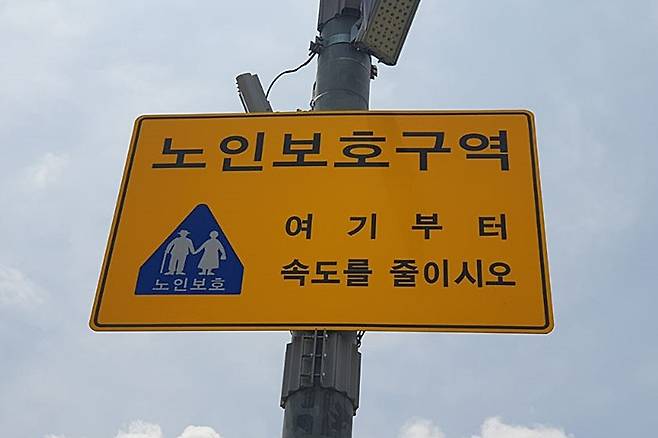 노인보호구역
여기부터
속도를 줄이시오
노인보호